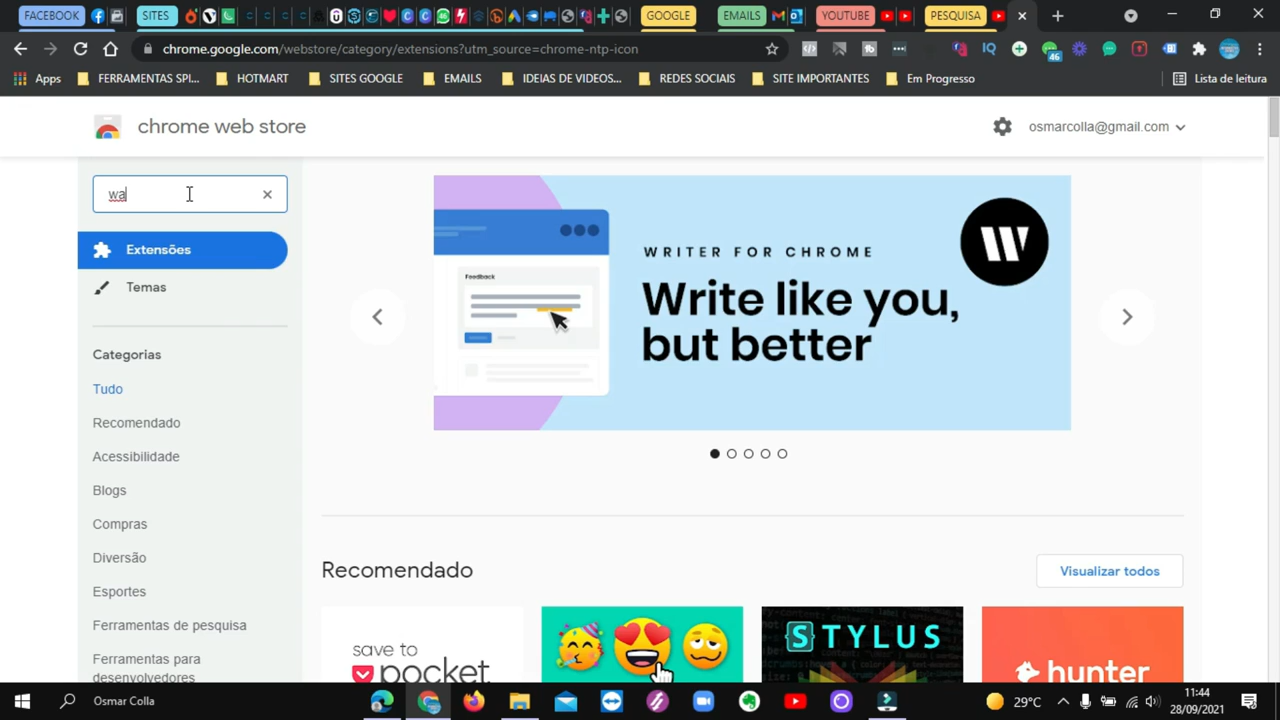 FACEBOOK
SITES
GOOGLE
EMAILS
YOUTUBE
PESQUISA
chrome.google.com/webstore/category/extensions?utm_source=chrome-ntp-icon
46
Apps
FERRAMENTAS SPI...
HOTMART
SITES GOOGLE
EMAILS
IDEIAS DE VIDEOS...
REDES SOCIAIS
SITE IMPORTANTES
Em Progresso
Lista de leitura
chrome web store
osmarcolla@gmail.com
wa
Extensões
Temas
Categorias
Tudo
Recomendado
Acessibilidade
Blogs
Compras
Diversão
Esportes
Ferramentas de pesquisa
Ferramentas para
desenvolvedores
WRITER FOR CHROME
Feedback
Write like you,
but better
Recomendado
Visualizar todos
save to
pocket
STYLUS
hunter
Osmar Colla
29°C
11:44
28/09/2021